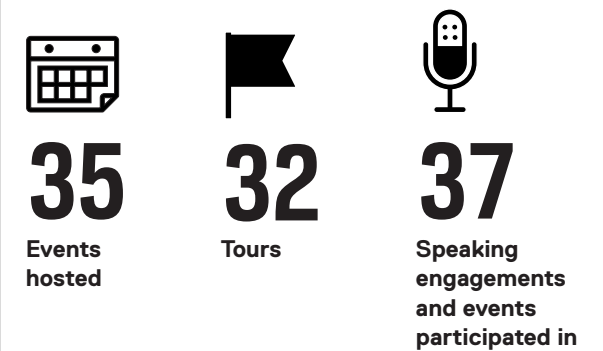 35
Events
hosted
32
Tours
37
Speaking
engagements
and events
participated in